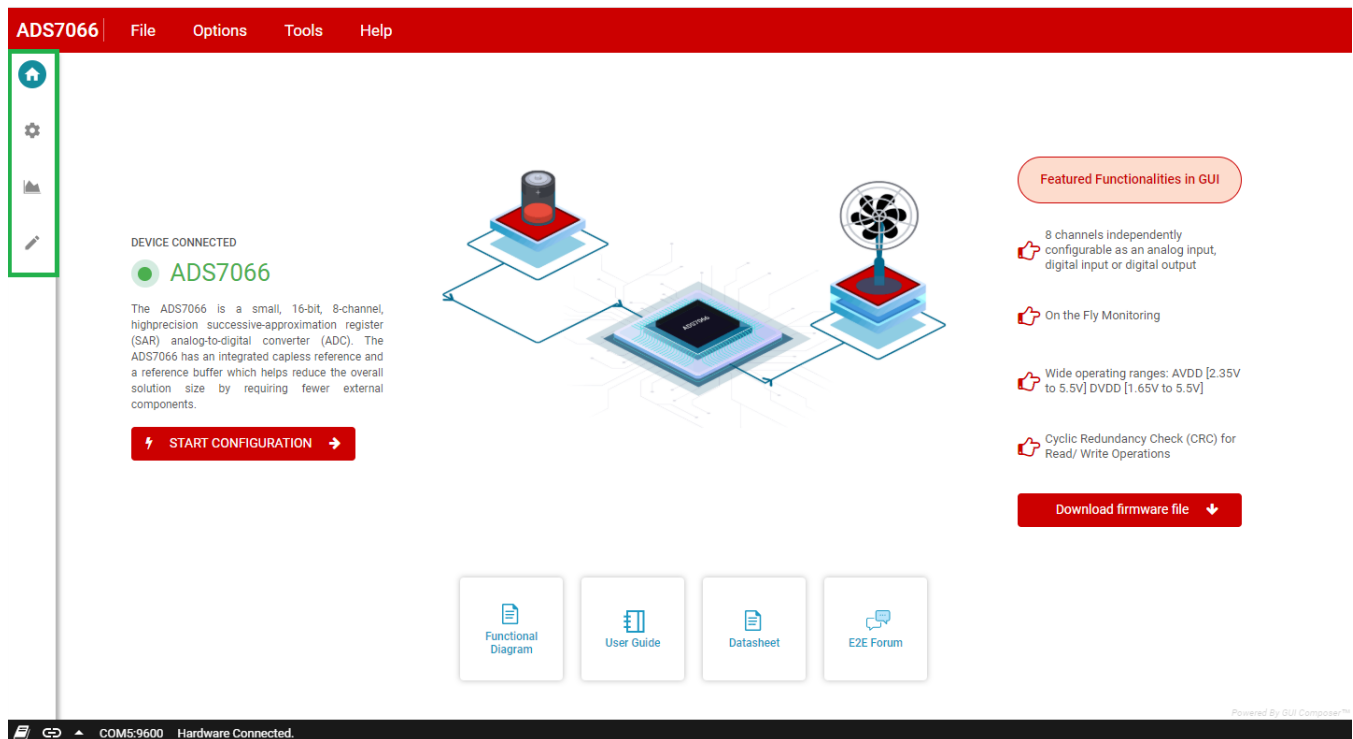 ADS7066 File Options Tools Help
DEVICE CONNECTED
ADS7066
The ADS7066 is a small, 16-bit, 8-channel,
highprecision successive-approximation register
(SAR) analog-to-digital converter (ADC). The
ADS7066 has an integrated capless reference and
a reference buffer which helps reduce the overall
solution size by requiring fewer external
components.
START CONFIGURATION
ADS7066
Featured Functionalities in GUI
8 channels independently
configurable as an analog input,
digital input or digital output
On the Fly Monitoring
Wide operating ranges: AVDD [2.35V
to 5.5V] DVDD [1.65V to 5.5V]
Cyclic Redundancy Check (CRC) for
Read/ Write Operations
Download firmware file
Functional
Diagram
User Guide
Datasheet
E2E Forum
Powered By GUI Composer™
COM5:9600 Hardware Connected.